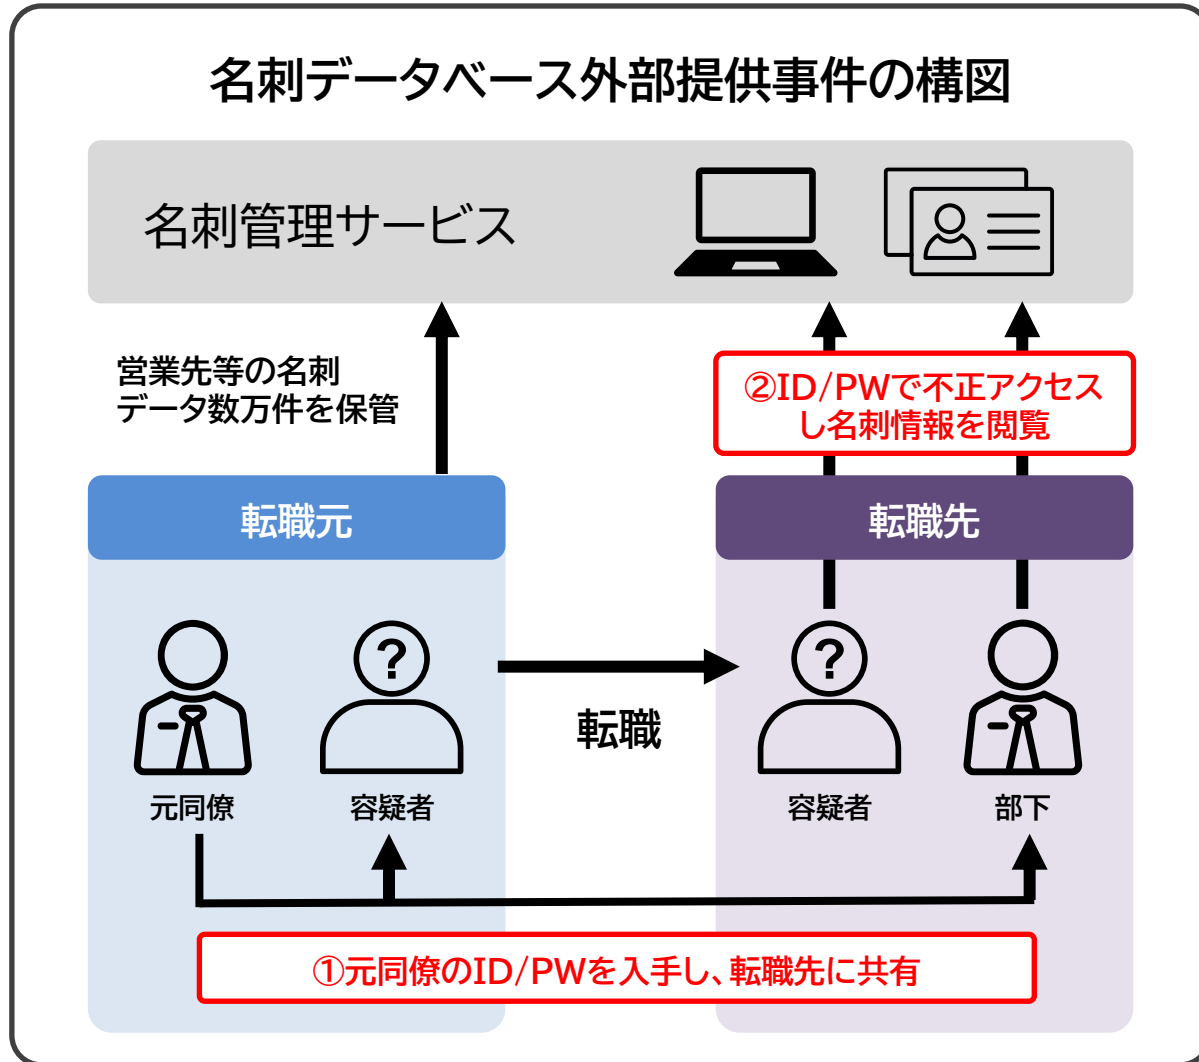 名刺データベース外部提供事件の構図
名刺管理サービス
営業先等の名刺
データ数万件を保管
②ID/PWで不正アクセス
し名刺情報を閲覧
転職元
転職先
?
?
転職
元同僚
容疑者
容疑者
部下
①元同僚のID/PWを入手し、転職先に共有